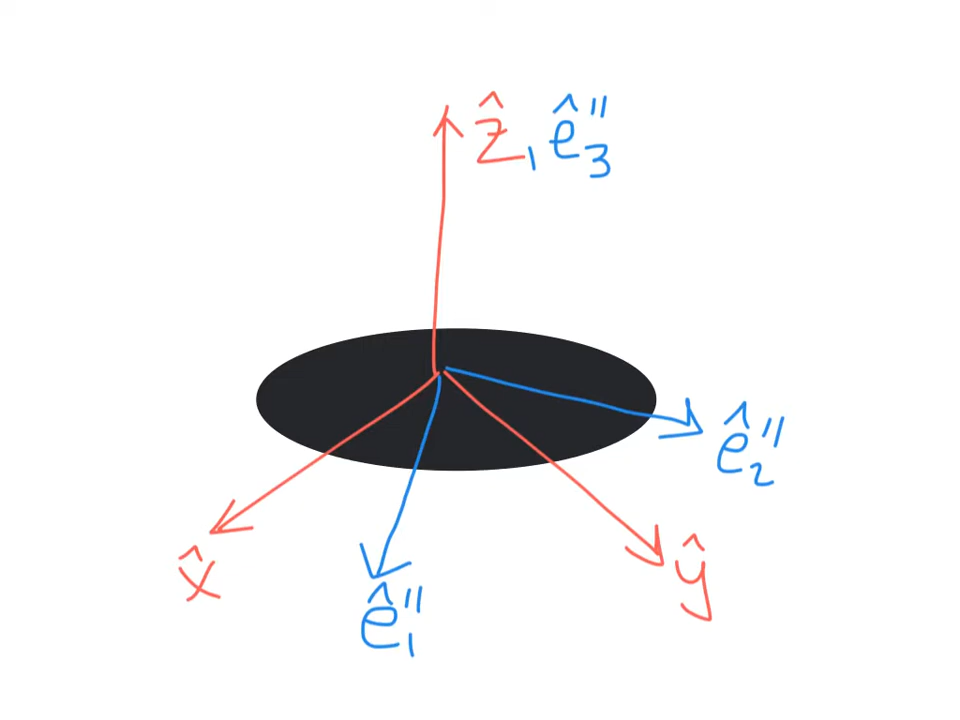 ẑ, ê₃''
ê₂''
x̂
ŷ
ê₁''